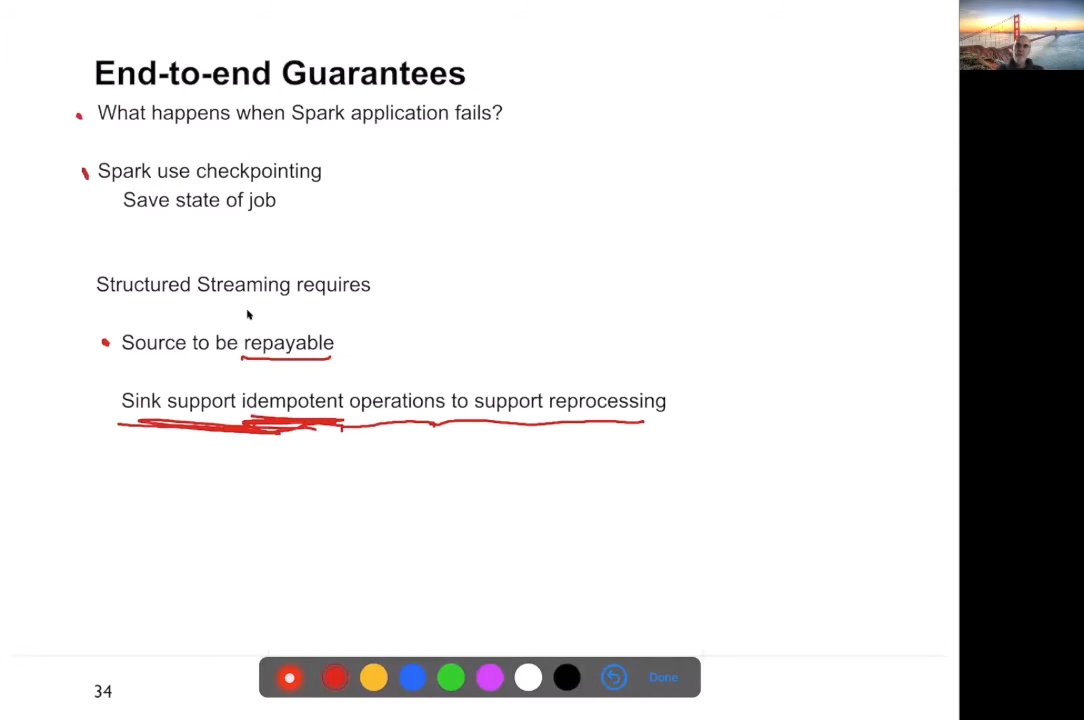 End-to-end Guarantees
What happens when Spark application fails?
Spark use checkpointing
Save state of job
Structured Streaming requires
Source to be repayable
Sink support idempotent operations to support reprocessing
Done
34